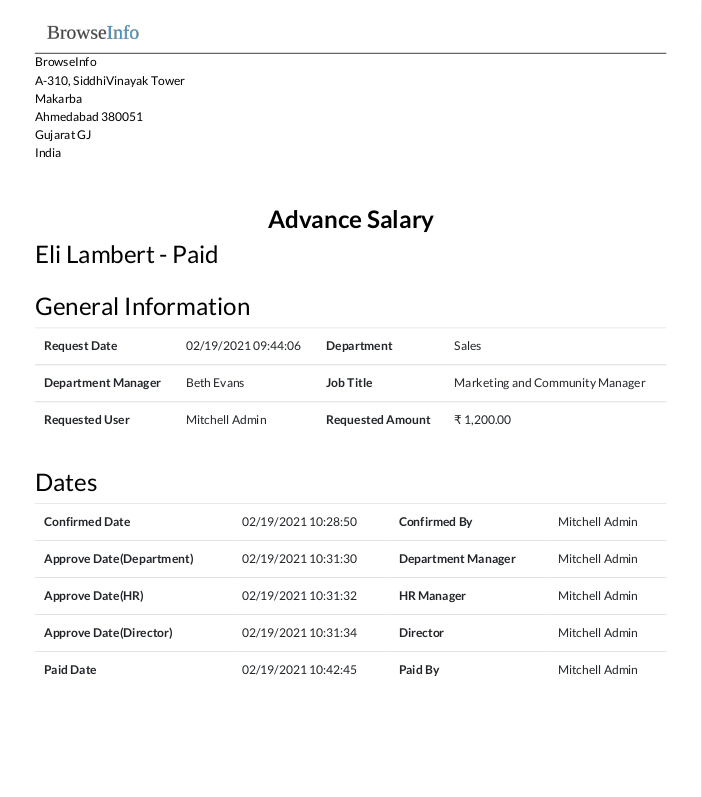 BrowseInfo
BrowseInfo
A-310, SiddhiVinayak Tower
Makarba
Ahmedabad 380051
Gujarat GJ
India
Advance Salary
Eli Lambert - Paid
General Information
Request Date 02/19/2021 09:44:06 Department Sales
Department Manager Beth Evans Job Title Marketing and Community Manager
Requested User Mitchell Admin Requested Amount ₹ 1,200.00
Dates
Confirmed Date 02/19/2021 10:28:50 Confirmed By Mitchell Admin
Approve Date(Department) 02/19/2021 10:31:30 Department Manager Mitchell Admin
Approve Date(HR) 02/19/2021 10:31:32 HR Manager Mitchell Admin
Approve Date(Director) 02/19/2021 10:31:34 Director Mitchell Admin
Paid Date 02/19/2021 10:42:45 Paid By Mitchell Admin